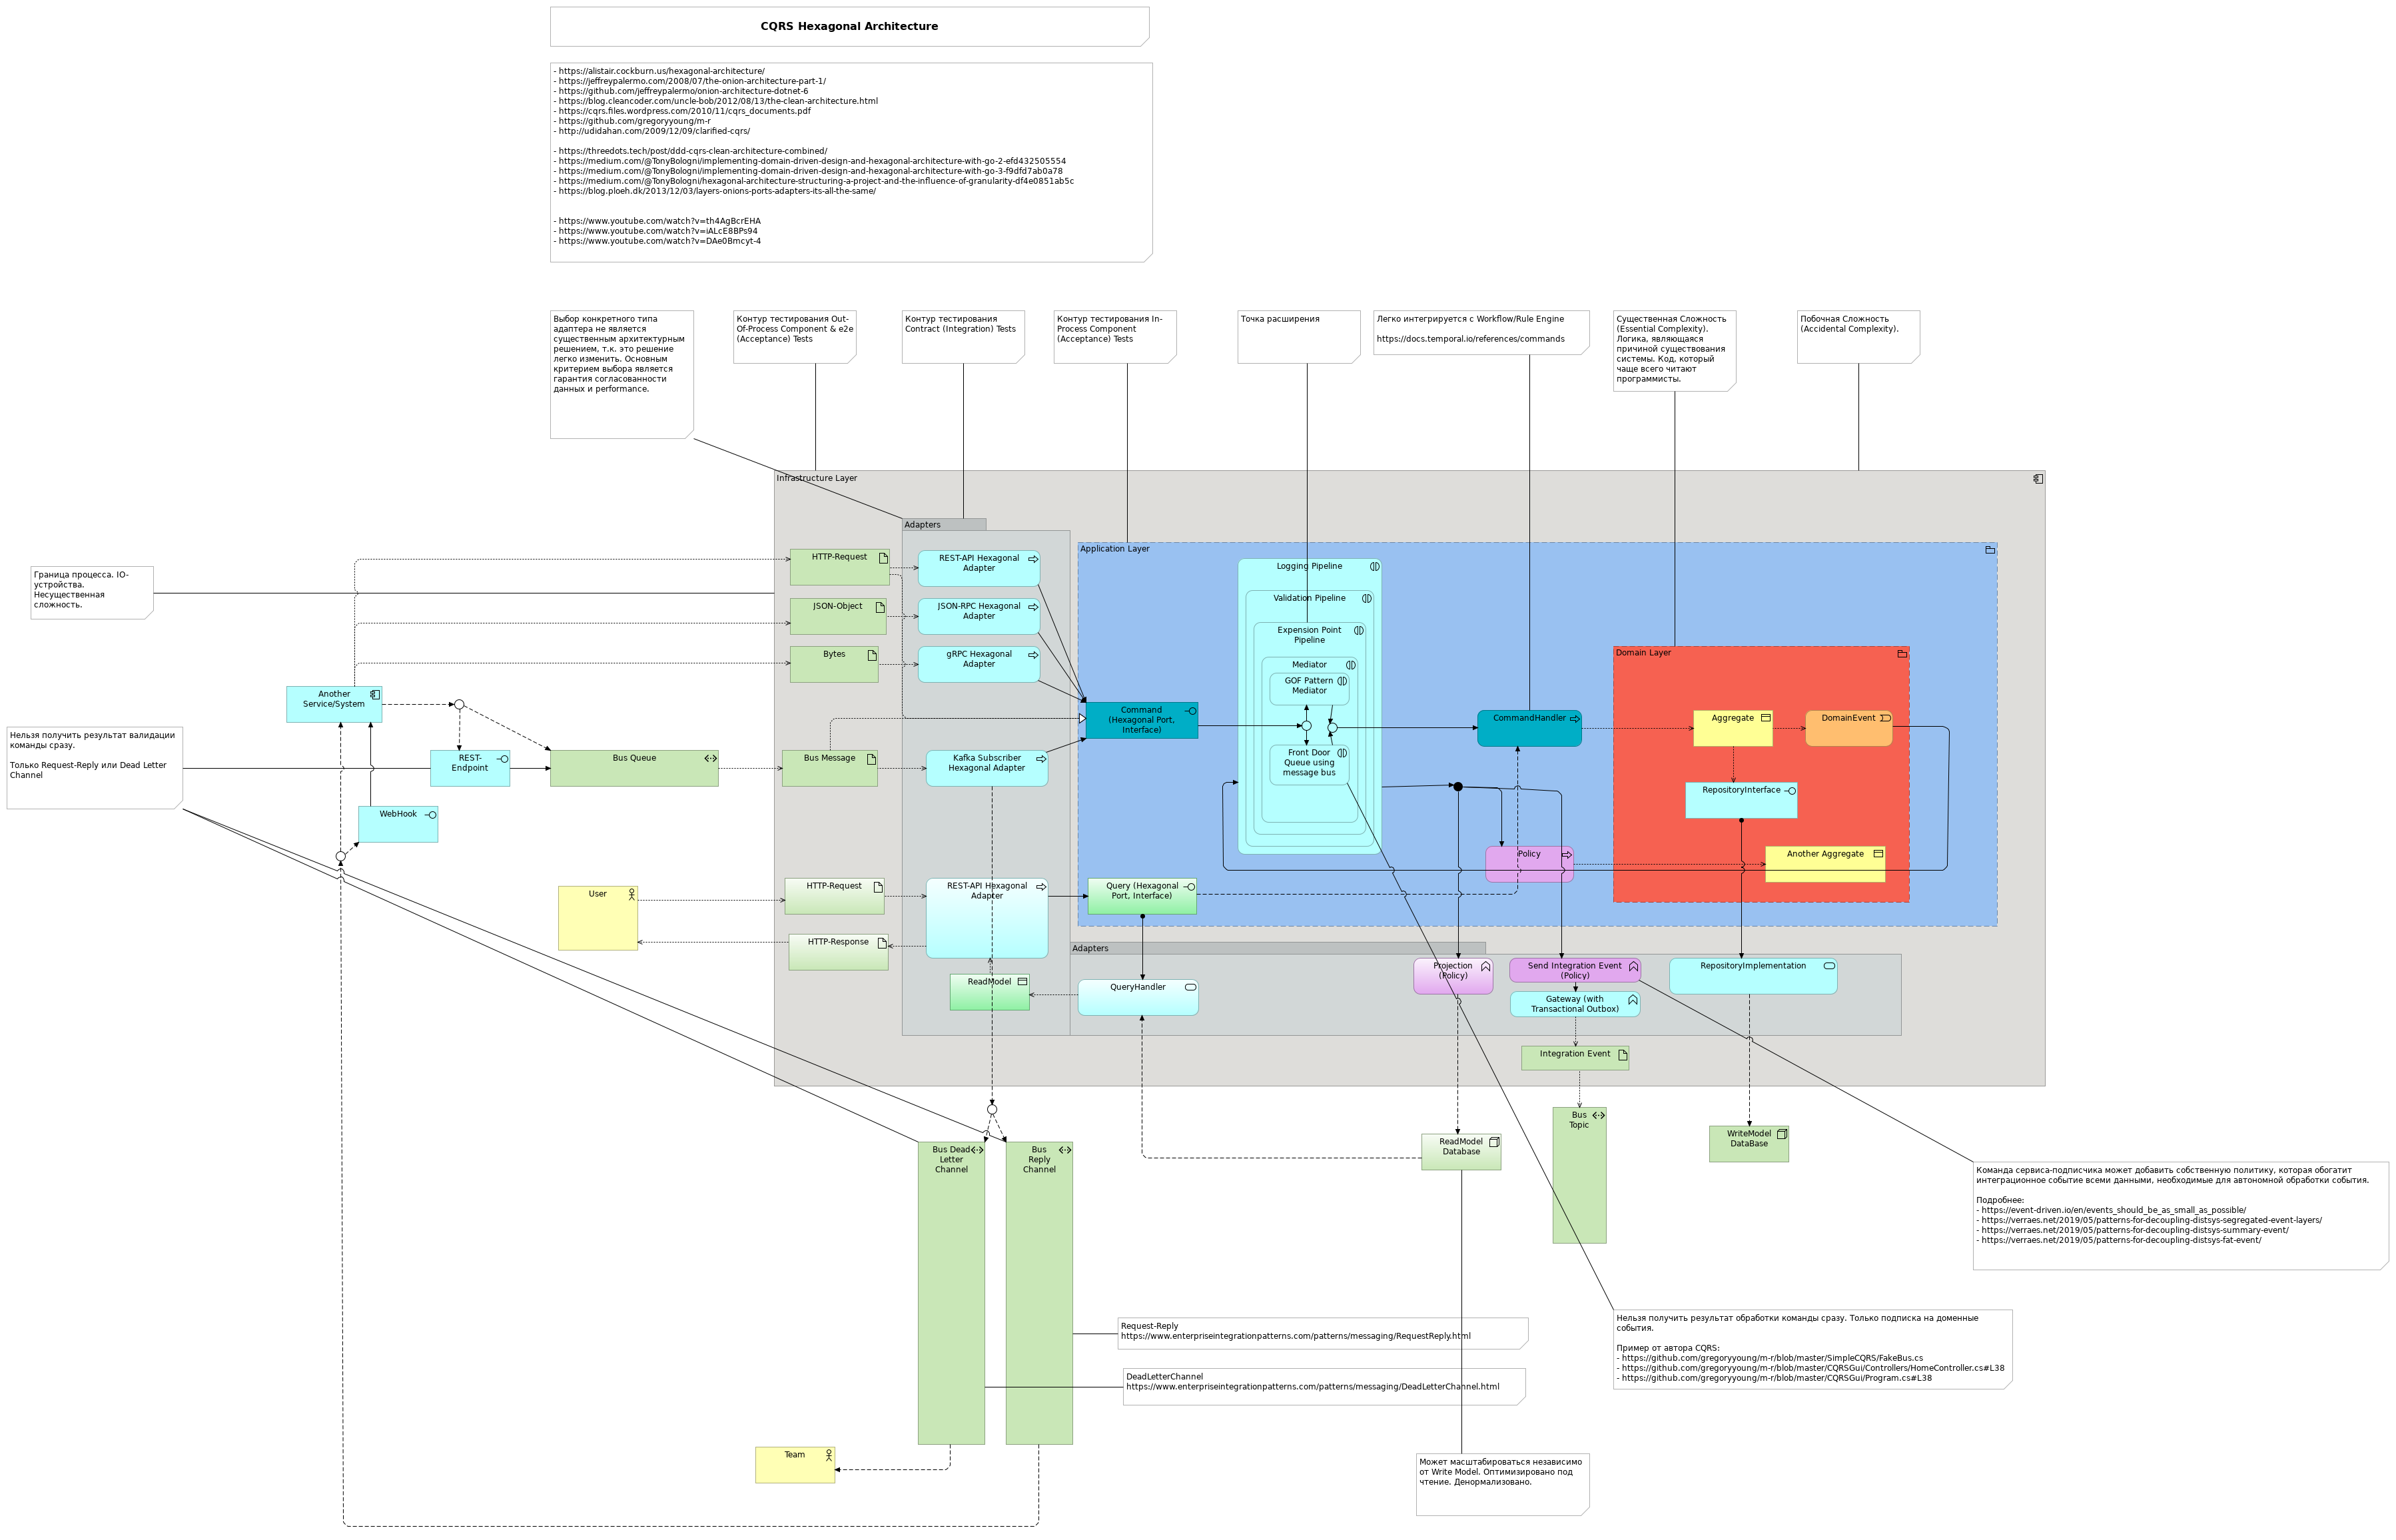 CQRS Hexagonal Architecture
- https://alistair.cockburn.us/hexagonal-architecture/
- https://jeffreypalermo.com/2008/07/the-onion-architecture-part-1/
- https://github.com/jeffreypalermo/onion-architecture-dotnet-6
- https://blog.cleancoder.com/uncle-bob/2012/08/13/the-clean-architecture.html
- https://cqrs.files.wordpress.com/2010/11/cqrs_documents.pdf
- https://github.com/gregoryyoung/m-r
- http://udidahan.com/2009/12/09/clarified-cqrs/
- https://threedots.tech/post/ddd-cqrs-clean-architecture-combined/
- https://medium.com/@TonyBologni/implementing-domain-driven-design-and-hexagonal-architecture-with-go-2-efd432505554
- https://medium.com/@TonyBologni/implementing-domain-driven-design-and-hexagonal-architecture-with-go-3-f9dfd7ab0a78
- https://medium.com/@TonyBologni/hexagonal-architecture-structuring-a-project-and-the-influence-of-granularity-df4e0851ab5c
- https://blog.ploeh.dk/2013/12/03/layers-onions-ports-adapters-its-all-the-same/
- https://www.youtube.com/watch?v=th4AgBcrEHA
- https://www.youtube.com/watch?v=iALcE8BPs94
- https://www.youtube.com/watch?v=DAe0Bmcyt-4
Выбор конкретного типа
адаптера не является
существенным архитектурным
решением, т.к. это решение
легко изменить. Основным
критерием выбора является
гарантия согласованности
данных и performance.
Контур тестирования Out-
Of-Process Component & e2e
(Acceptance) Tests
Контур тестирования
Contract (Integration) Tests
Контур тестирования In-
Process Component
(Acceptance) Tests
Точка расширения
Легко интегрируется с Workflow/Rule Engine
https://docs.temporal.io/references/commands
Существенная Сложность
(Essential Complexity).
Логика, являющаяся
причиной существования
системы. Код, который
чаще всего читают
программисты.
Побочная Сложность
(Accidental Complexity).
Infrastructure Layer
Adapters
Application Layer
Граница процесса. IO-
устройства.
Несущественная
сложность.
HTTP-Request
REST-API Hexagonal
Adapter
JSON-Object
JSON-RPC Hexagonal
Adapter
Bytes
gRPC Hexagonal
Adapter
Logging Pipeline
Validation Pipeline
Expension Point
Pipeline
Mediator
GOF Pattern
Mediator
Front Door
Queue using
message bus
Domain Layer
Another
Service/System
Command
(Hexagonal Port,
Interface)
CommandHandler
Aggregate
DomainEvent
Нельзя получить результат валидации
команды сразу.
Только Request-Reply или Dead Letter
Channel
REST-
Endpoint
Bus Queue
Bus Message
Kafka Subscriber
Hexagonal Adapter
RepositoryInterface
WebHook
Policy
Another Aggregate
User
HTTP-Request
REST-API Hexagonal
Adapter
Query (Hexagonal
Port, Interface)
HTTP-Response
Adapters
ReadModel
QueryHandler
Projection
(Policy)
Send Integration Event
(Policy)
Gateway (with
Transactional Outbox)
RepositoryImplementation
Integration Event
Bus
Topic
Bus Dead
Letter
Channel
Bus
Reply
Channel
ReadModel
Database
WriteModel
DataBase
Команда сервиса-подписчика может добавить собственную политику, которая обогатит
интеграционное событие всеми данными, необходимые для автономной обработки события.
Подробнее:
- https://event-driven.io/en/events_should_be_as_small_as_possible/
- https://verraes.net/2019/05/patterns-for-decoupling-distsys-segregated-event-layers/
- https://verraes.net/2019/05/patterns-for-decoupling-distsys-summary-event/
- https://verraes.net/2019/05/patterns-for-decoupling-distsys-fat-event/
Request-Reply
https://www.enterpriseintegrationpatterns.com/patterns/messaging/RequestReply.html
Нельзя получить результат обработки команды сразу. Только подписка на доменные
события.
Пример от автора CQRS:
- https://github.com/gregoryyoung/m-r/blob/master/SimpleCQRS/FakeBus.cs
- https://github.com/gregoryyoung/m-r/blob/master/CQRSGui/Controllers/HomeController.cs#L38
- https://github.com/gregoryyoung/m-r/blob/master/CQRSGui/Program.cs#L38
DeadLetterChannel
https://www.enterpriseintegrationpatterns.com/patterns/messaging/DeadLetterChannel.html
Team
Может масштабироваться независимо
от Write Model. Оптимизировано под
чтение. Денормализовано.